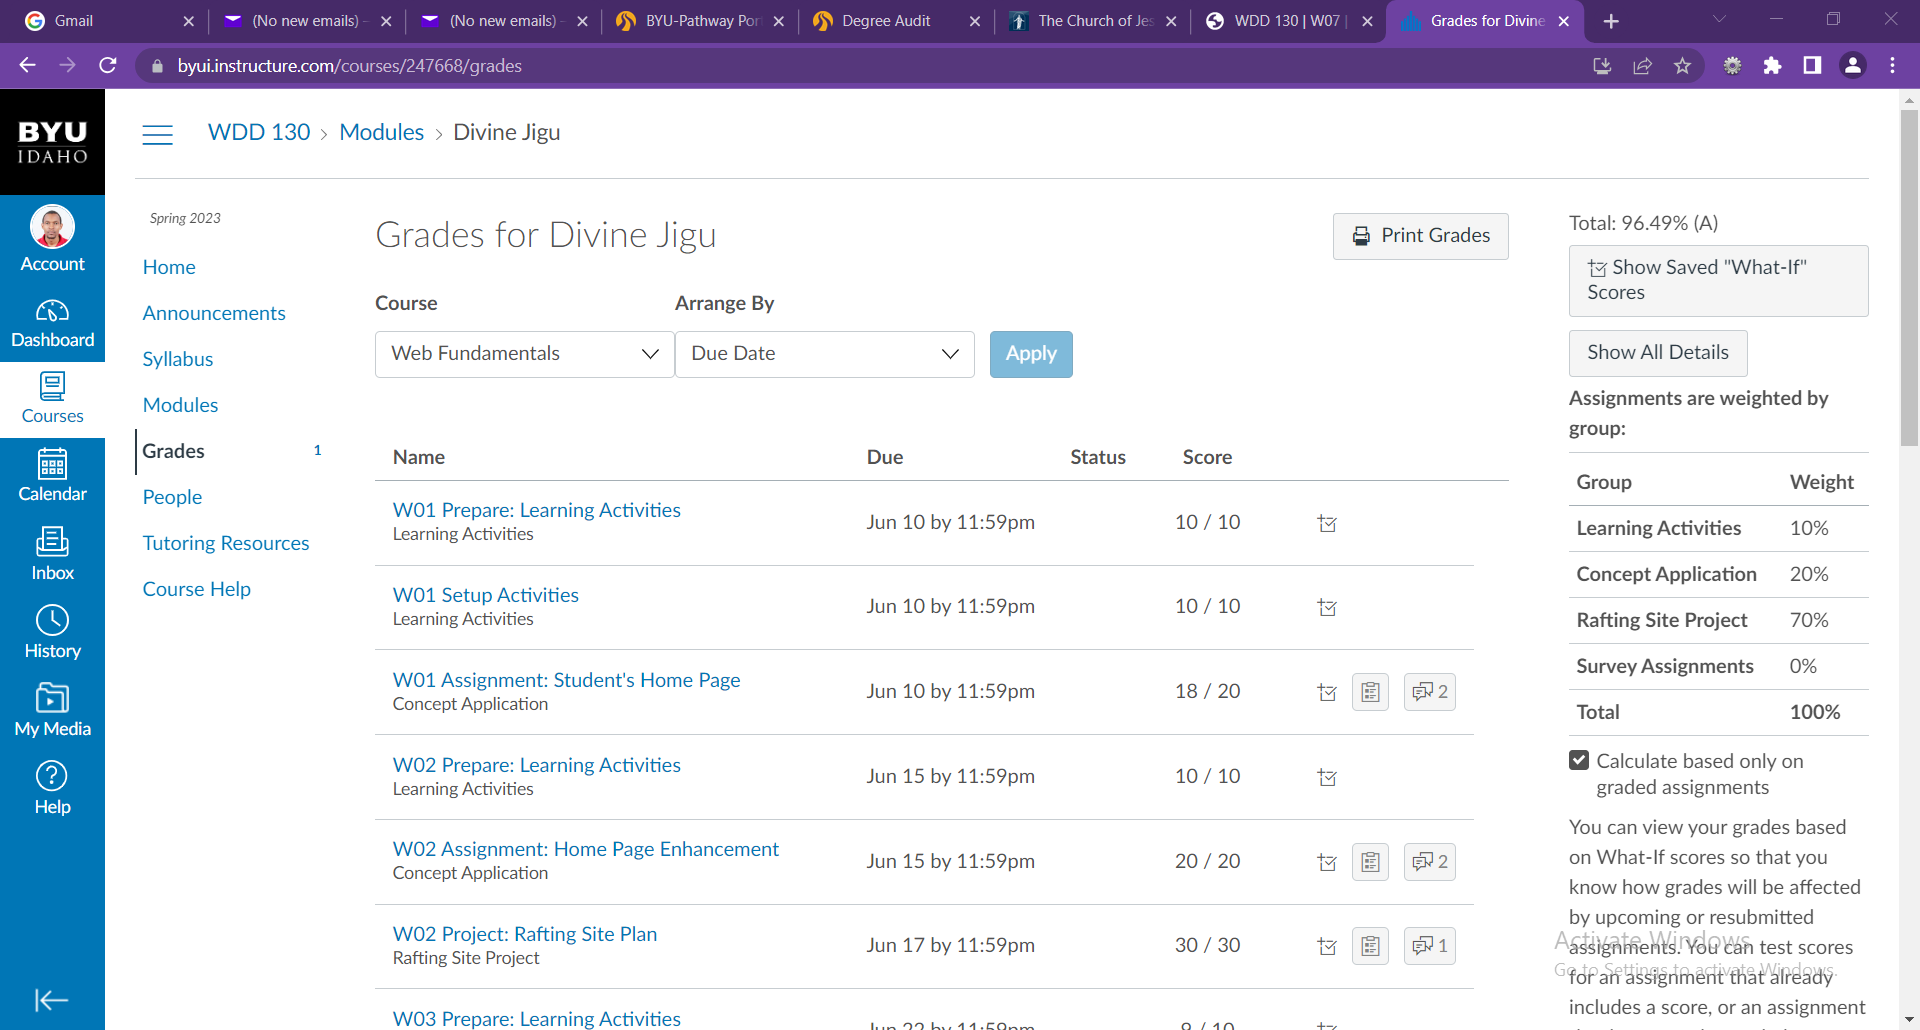 Gmail
(No new emails) -
(No new emails) -
BYU-Pathway Por
Degree Audit
The Church of Jes
WDD 130 | W07 |
Grades for Divine
byui.instructure.com/courses/247668/grades
BYU
IDAHO
Account
Dashboard
Courses
Calendar
Inbox
History
My Media
Help
WDD 130 › Modules › Divine Jigu
Spring 2023
Home
Announcements
Syllabus
Modules
Grades 1
People
Tutoring Resources
Course Help
Grades for Divine Jigu
Print Grades
Course Arrange By
Web Fundamentals Due Date Apply
Name Due Status Score
W01 Prepare: Learning Activities
Learning Activities
Jun 10 by 11:59pm 10 / 10
W01 Setup Activities
Learning Activities
Jun 10 by 11:59pm 10 / 10
W01 Assignment: Student's Home Page
Concept Application
Jun 10 by 11:59pm 18 / 20 2
W02 Prepare: Learning Activities
Learning Activities
Jun 15 by 11:59pm 10 / 10
W02 Assignment: Home Page Enhancement
Concept Application
Jun 15 by 11:59pm 20 / 20 2
W02 Project: Rafting Site Plan
Rafting Site Project
Jun 17 by 11:59pm 30 / 30 1
W03 Prepare: Learning Activities
Jun 22 by 11:59pm 9 / 10
Total: 96.49% (A)
Show Saved "What-If"
Scores
Show All Details
Assignments are weighted by
group:
Group Weight
Learning Activities 10%
Concept Application 20%
Rafting Site Project 70%
Survey Assignments 0%
Total 100%
Calculate based only on
graded assignments
You can view your grades based
on What-If scores so that you
know how grades will be affected
by upcoming or resubmitted
assignments. You can test scores
for an assignment that already
includes a score, or an assignment
Activate Windows
Go to Settings to activate Windows.